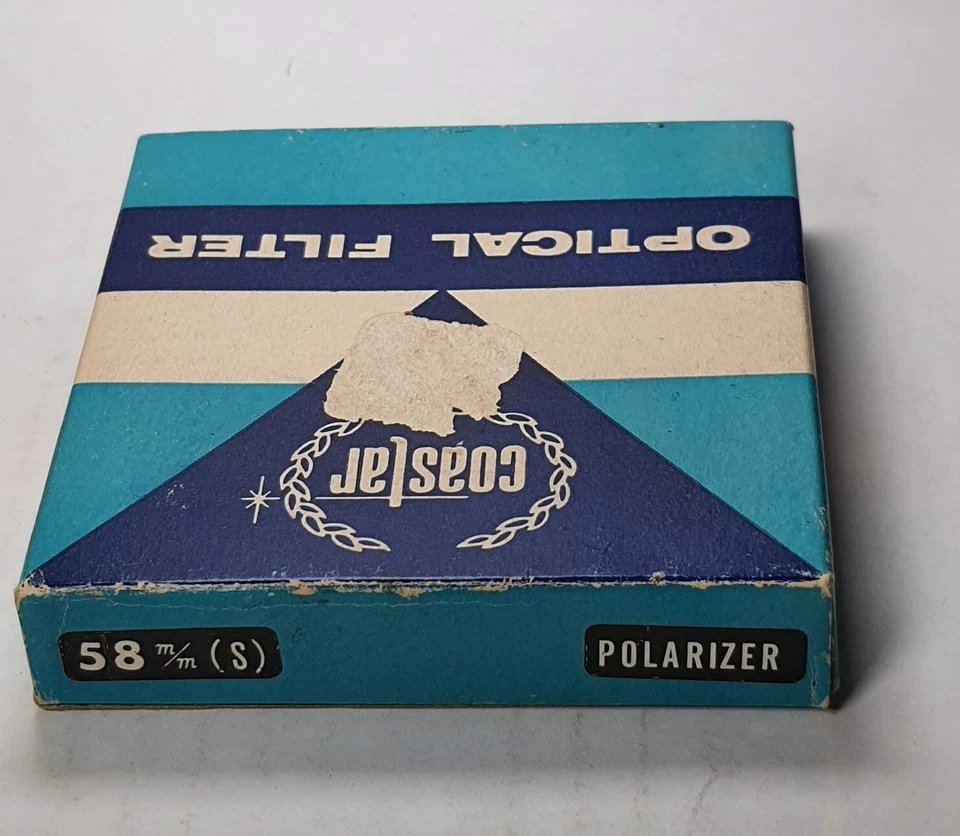 OPTICAL FILTER
coastar
58 m/m (S)
POLARIZER